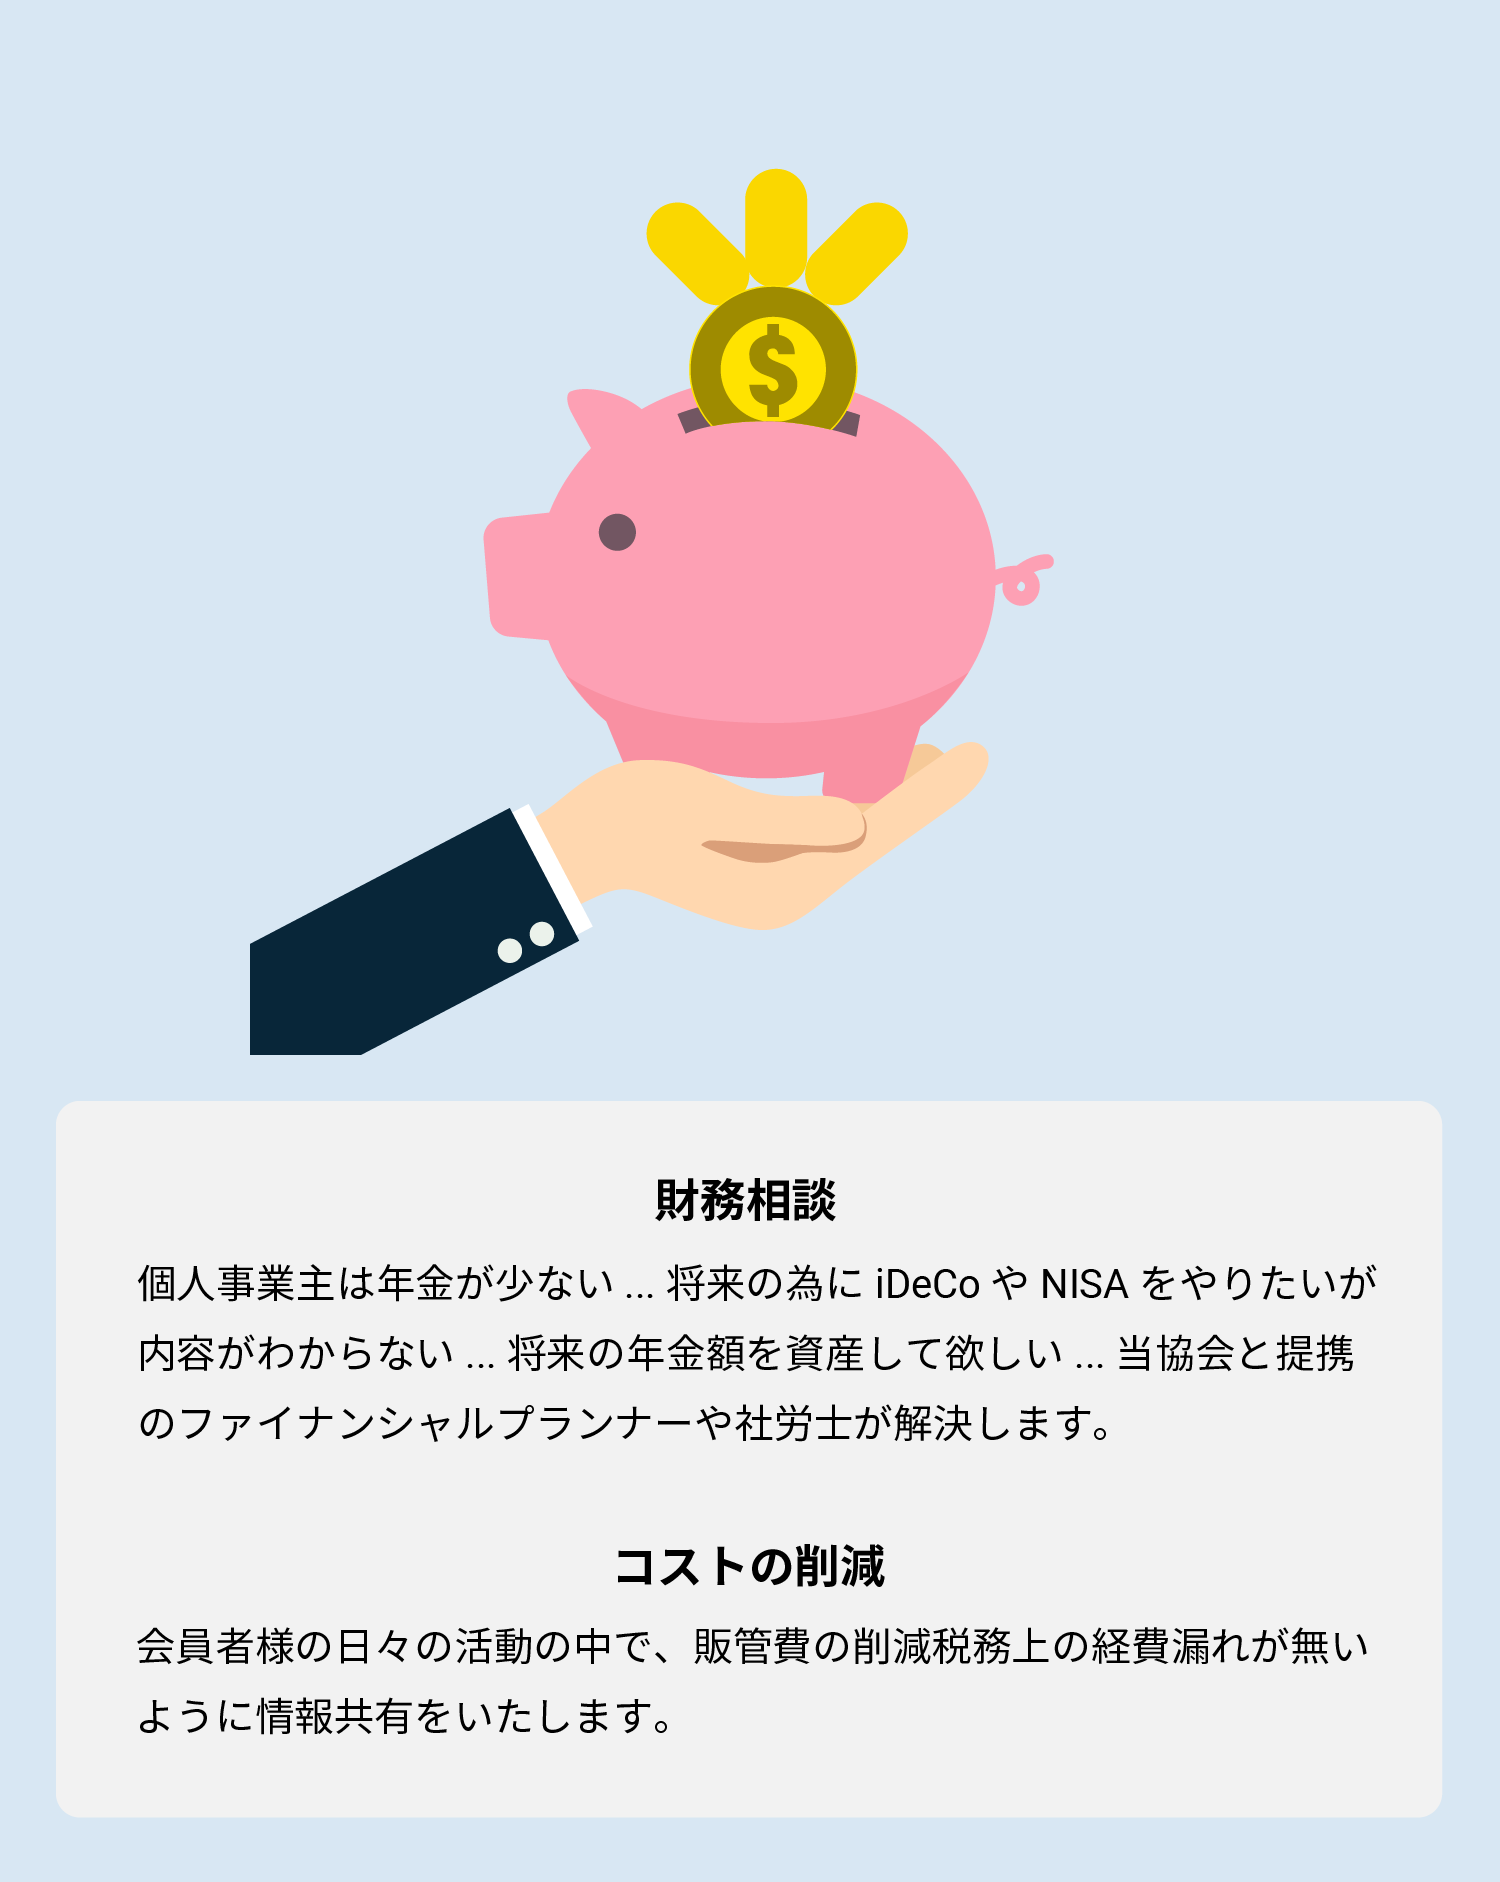 $
財務相談
個人事業主は年金が少ない ... 将来の為に iDeCo や NISA をやりたいが
内容がわからない ... 将来の年金額を資産して欲しい ... 当協会と提携
のファイナンシャルプランナーや社労士が解決します。
コストの削減
会員者様の日々の活動の中で、販管費の削減税務上の経費漏れが無い
ように情報共有をいたします。